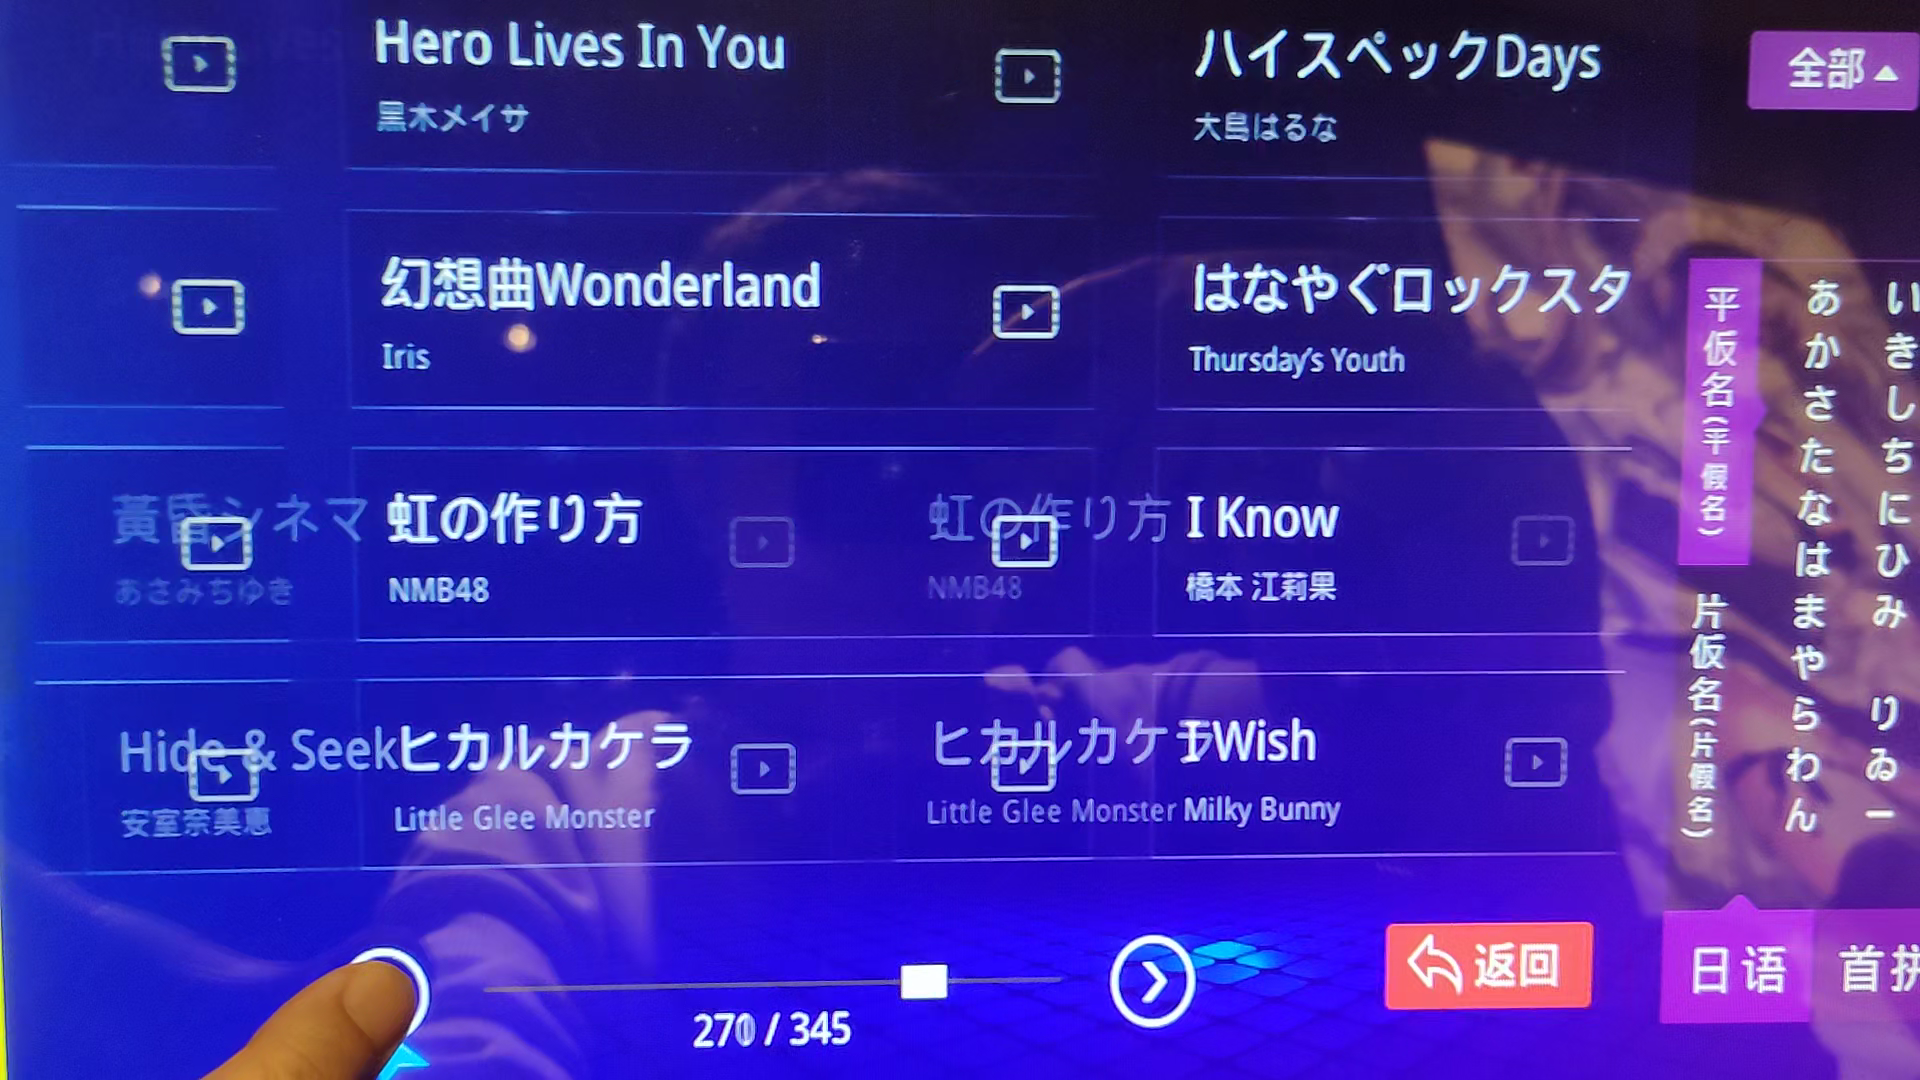 Hero Lives In You
黒木メイサ
ハイスペックDays
大島はるな
全部
幻想曲Wonderland
Iris
はなやぐロックスタ
Thursday's Youth
黃昏シネマ
あさみちゆき
虹の作り方
NMB48
虹の作り方
NMB48
I Know
橋本 江莉果
Hide & Seek
安室奈美恵
ヒカルカケラ
Little Glee Monster
ヒカルカケラ
Little Glee Monster
I Wish
Milky Bunny
平仮名(平假名)
片仮名(片假名)
あかさたなはまやらわん
いきしちにひみ りゐー
/ 345
返回
日语
首拼